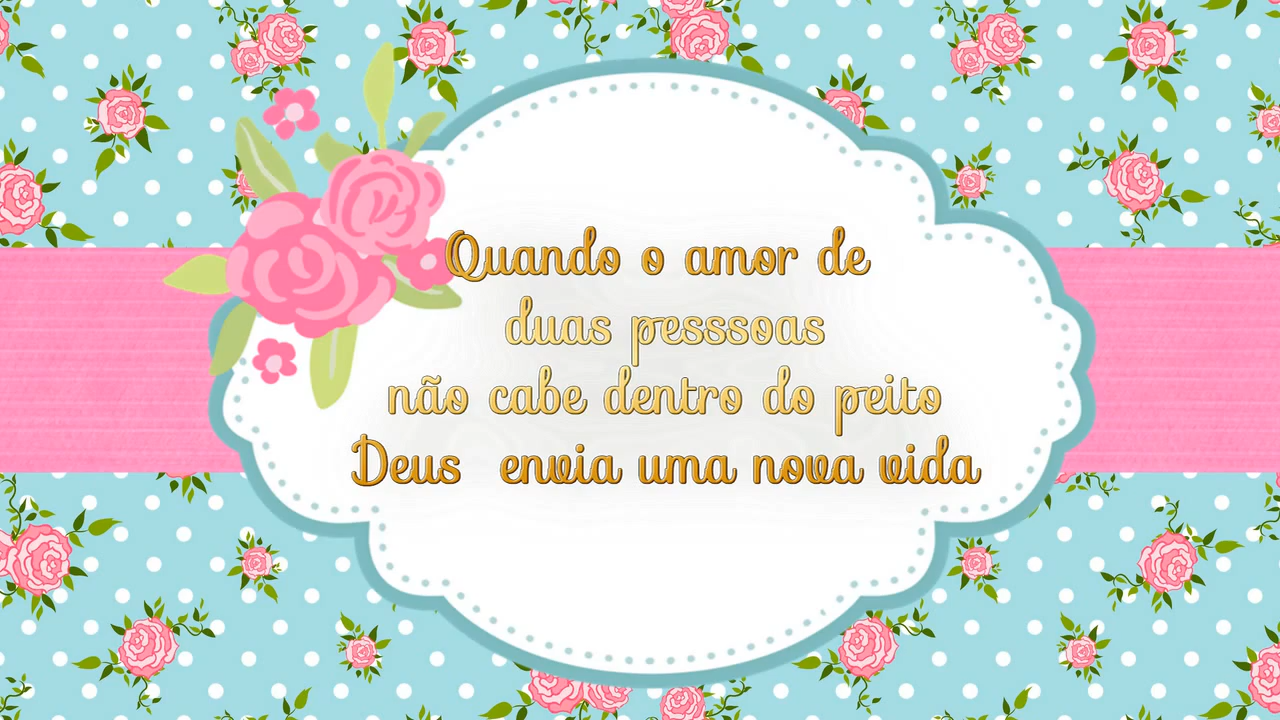 Quando o amor de
duas pesssoas
não cabe dentro do peito
Deus envia uma nova vida